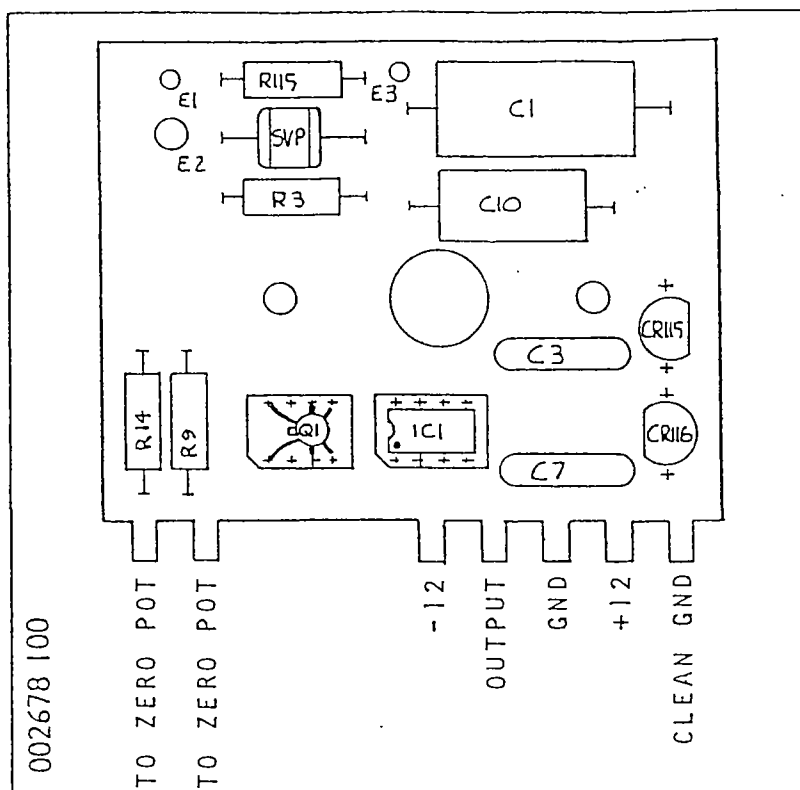 R115
E1
E3
C1
SVP
E2
R3
C10
CR115
C3
R14
R9
Q1
IC1
CR116
C7
-12
OUTPUT
GND
+12
CLEAN GND
TO ZERO POT
TO ZERO POT
002678 100